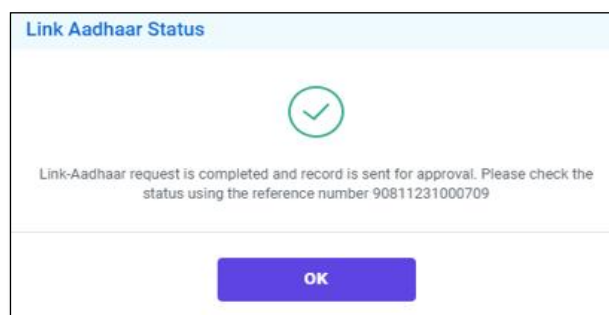 Link Aadhaar Status
Link-Aadhaar request is completed and record is sent for approval. Please check the
status using the reference number 90811231000709
OK